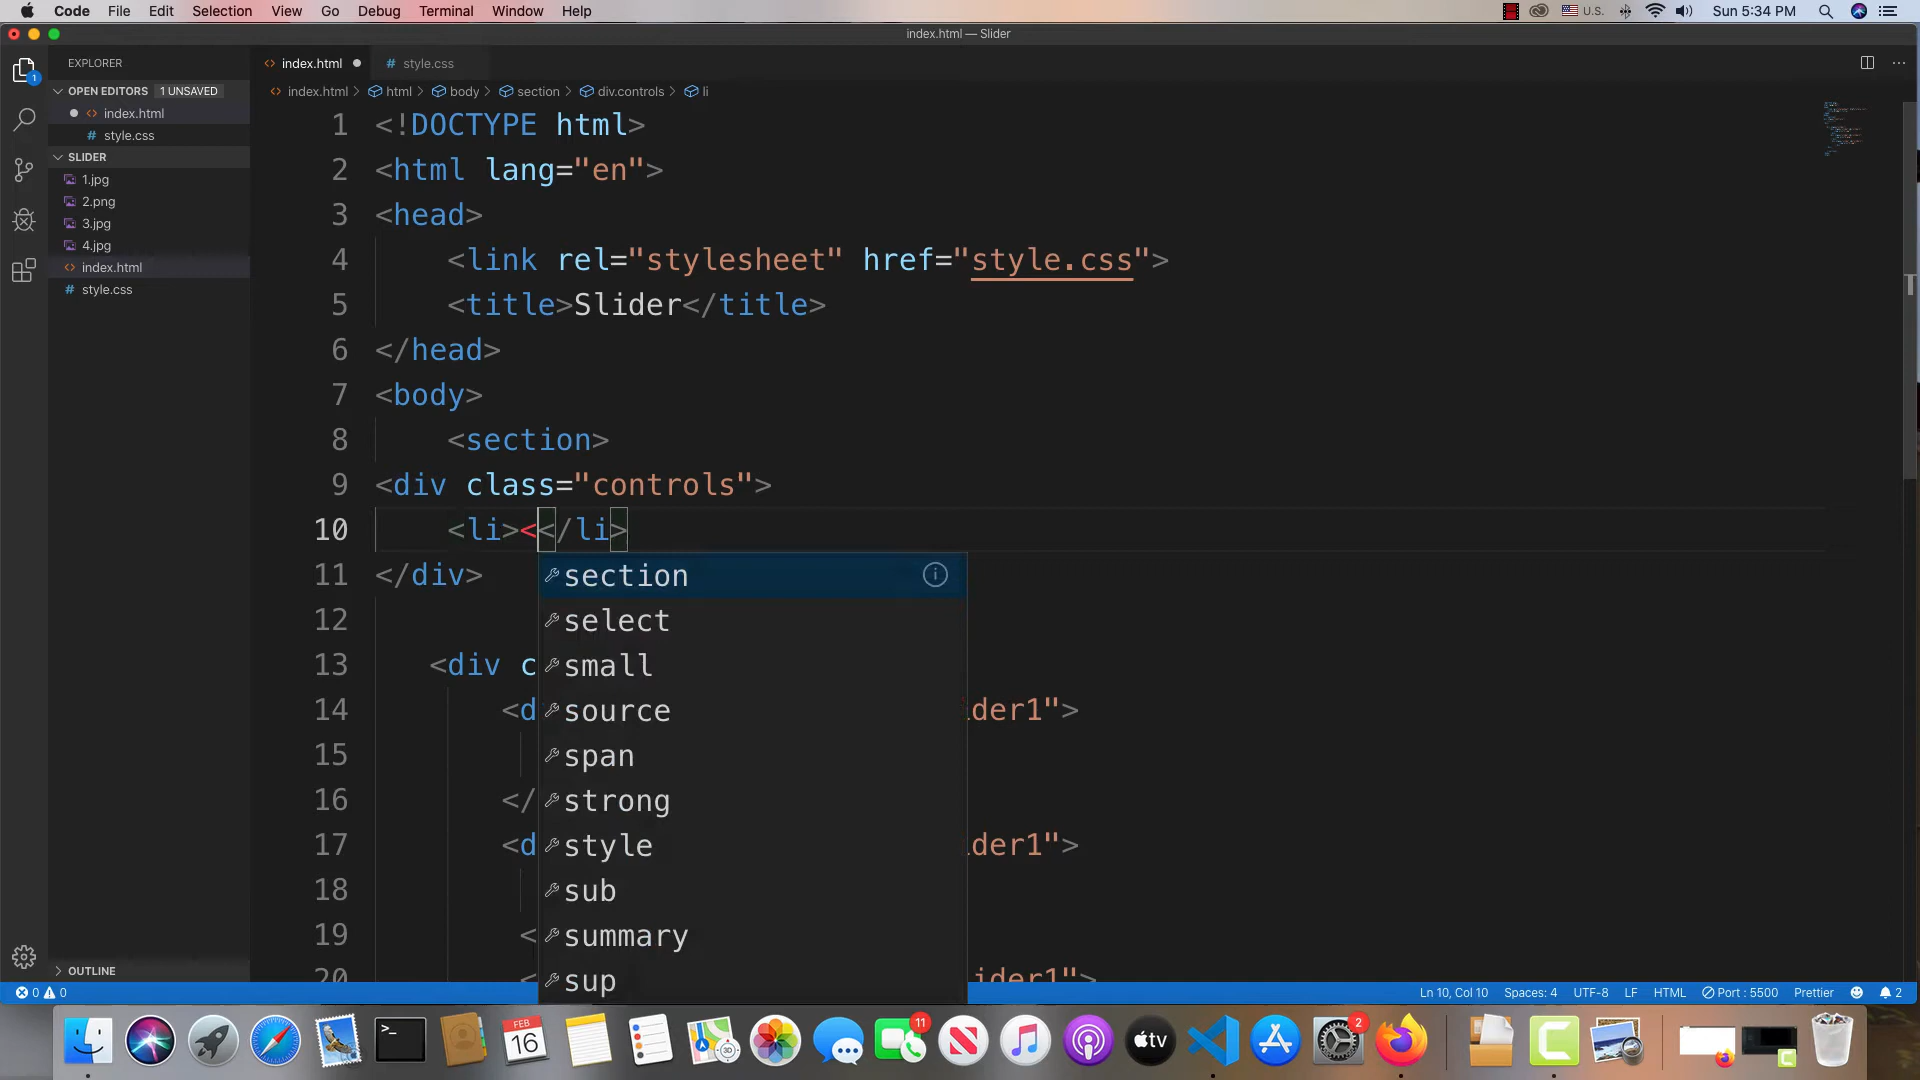 Code File Edit Selection View Go Debug Terminal Window Help
U.S. Sun 5:34 PM
index.html — Slider
EXPLORER
index.html
# style.css
OPEN EDITORS 1 UNSAVED
index.html > html > body > section > div.controls > li
index.html
# style.css
SLIDER
1.jpg
2.png
3.jpg
4.jpg
index.html
# style.css
OUTLINE
1 <!DOCTYPE html>
2 <html lang="en">
3 <head>
4 <link rel="stylesheet" href="style.css">
5 <title>Slider</title>
6 </head>
7 <body>
8 <section>
9 <div class="controls">
10 <li><</li>
11 </div>
12
13 <div c
14 <d ider1">
15
16 </
17 <d ider1">
18
19 <
20 < ider1">
section
select
small
source
span
strong
style
sub
summary
sup
0 0
Ln 10, Col 10 Spaces: 4 UTF-8 LF HTML Port : 5500 Prettier 2
1
FEB
16
11
tv
2